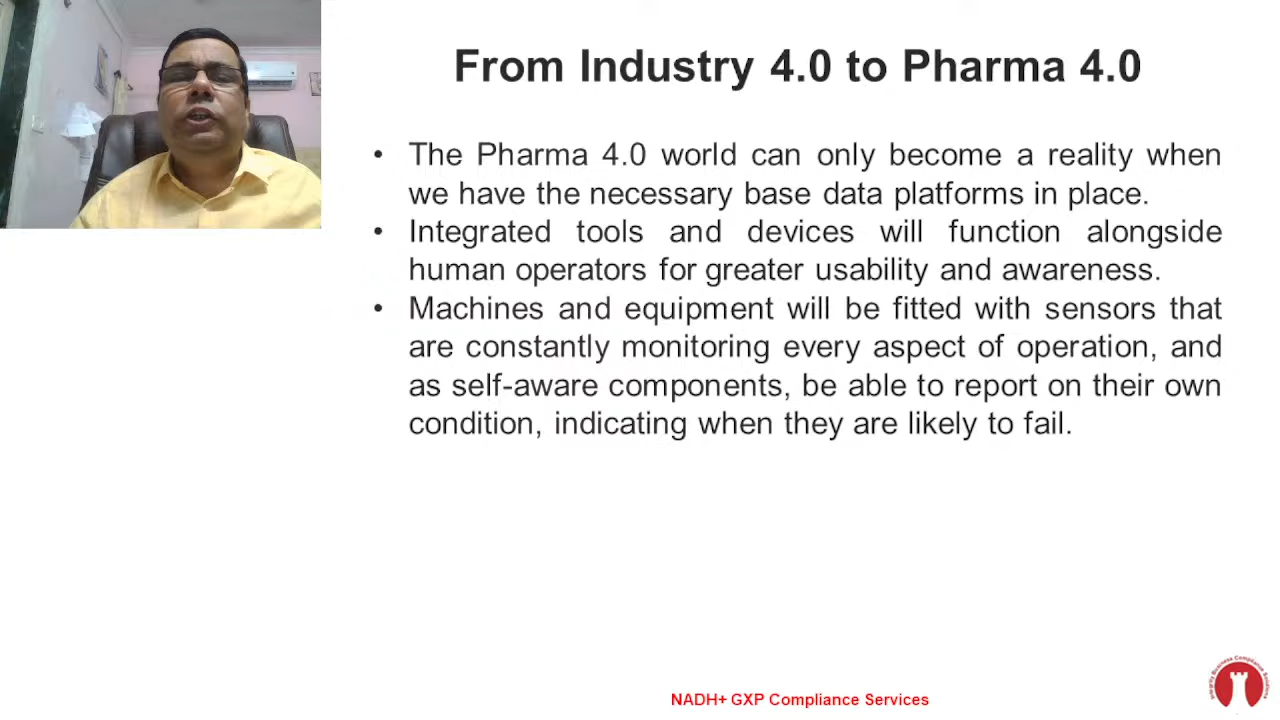 From Industry 4.0 to Pharma 4.0
• The Pharma 4.0 world can only become a reality when
we have the necessary base data platforms in place.
• Integrated tools and devices will function alongside
human operators for greater usability and awareness.
• Machines and equipment will be fitted with sensors that
are constantly monitoring every aspect of operation, and
as self-aware components, be able to report on their own
condition, indicating when they are likely to fail.
NADH+ GXP Compliance Services
Integrity Business Compliance